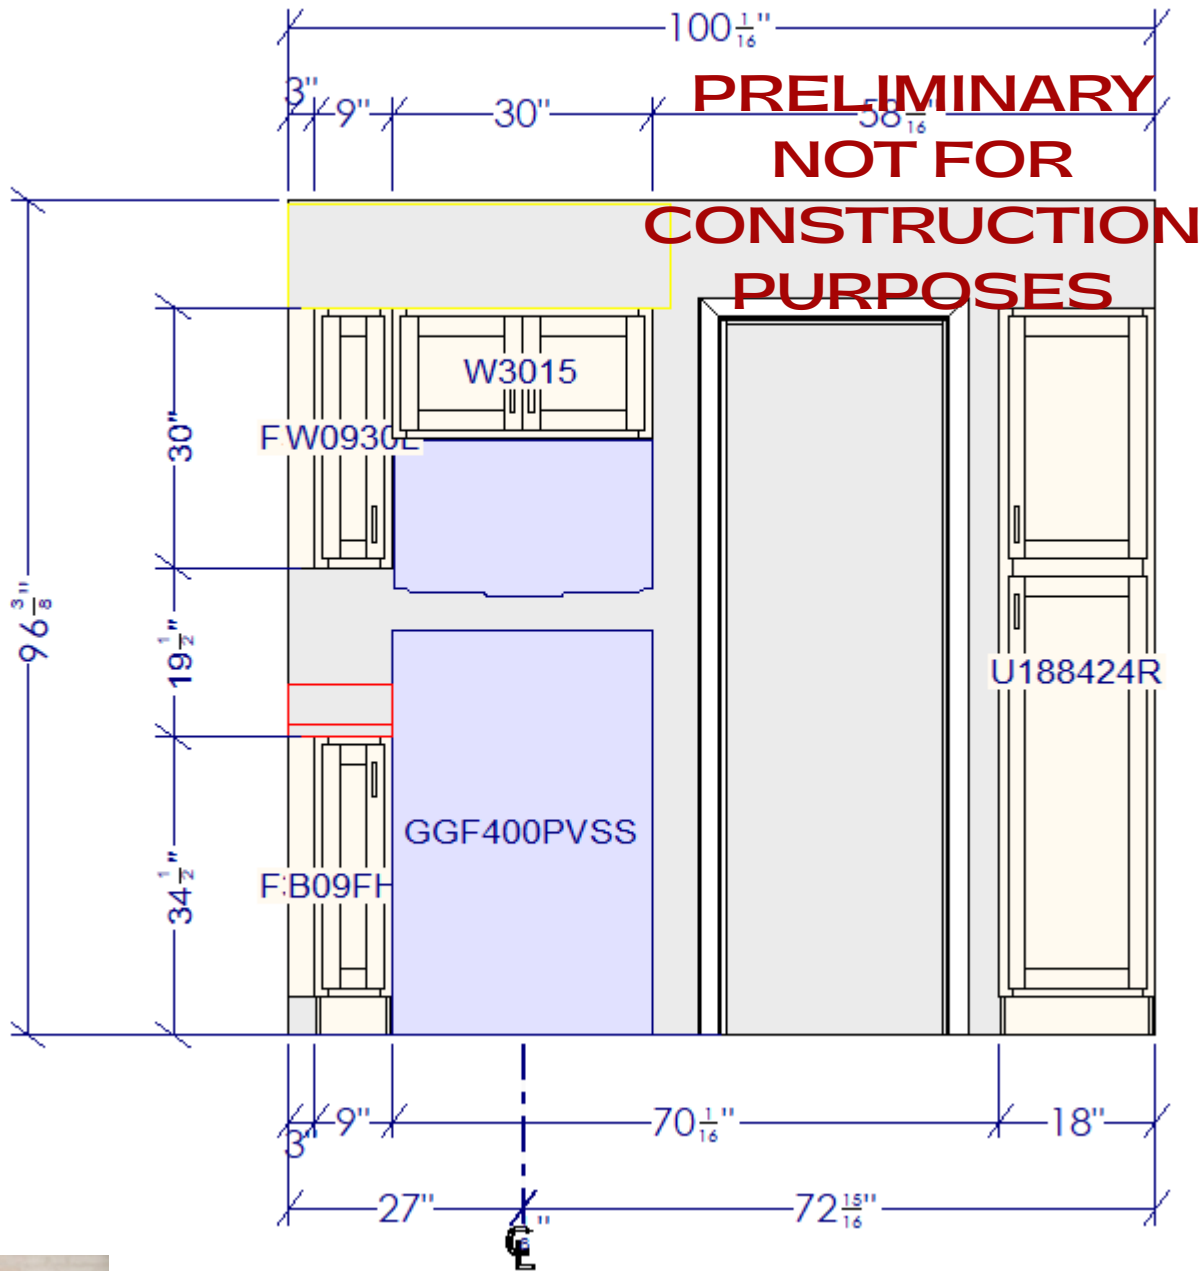 100 1/16"
3"
9"
30"
58 1/16"
PRELIMINARY
NOT FOR
CONSTRUCTION
PURPOSES
W3015
30"
F
W0930L
96 3/8"
19 1/2"
U188424R
GGF400PVSS
34 1/2"
F
B09FH
3"
9"
70 1/16"
18"
27"
72 15/16"
"
℄